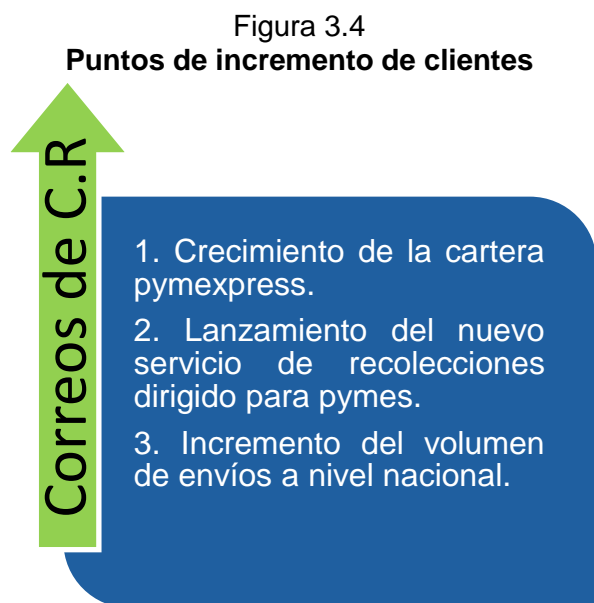 Figura 3.4
Puntos de incremento de clientes
Correos de C.R
1. Crecimiento de la cartera
pymexpress.
2. Lanzamiento del nuevo
servicio de recolecciones
dirigido para pymes.
3. Incremento del volumen
de envíos a nivel nacional.